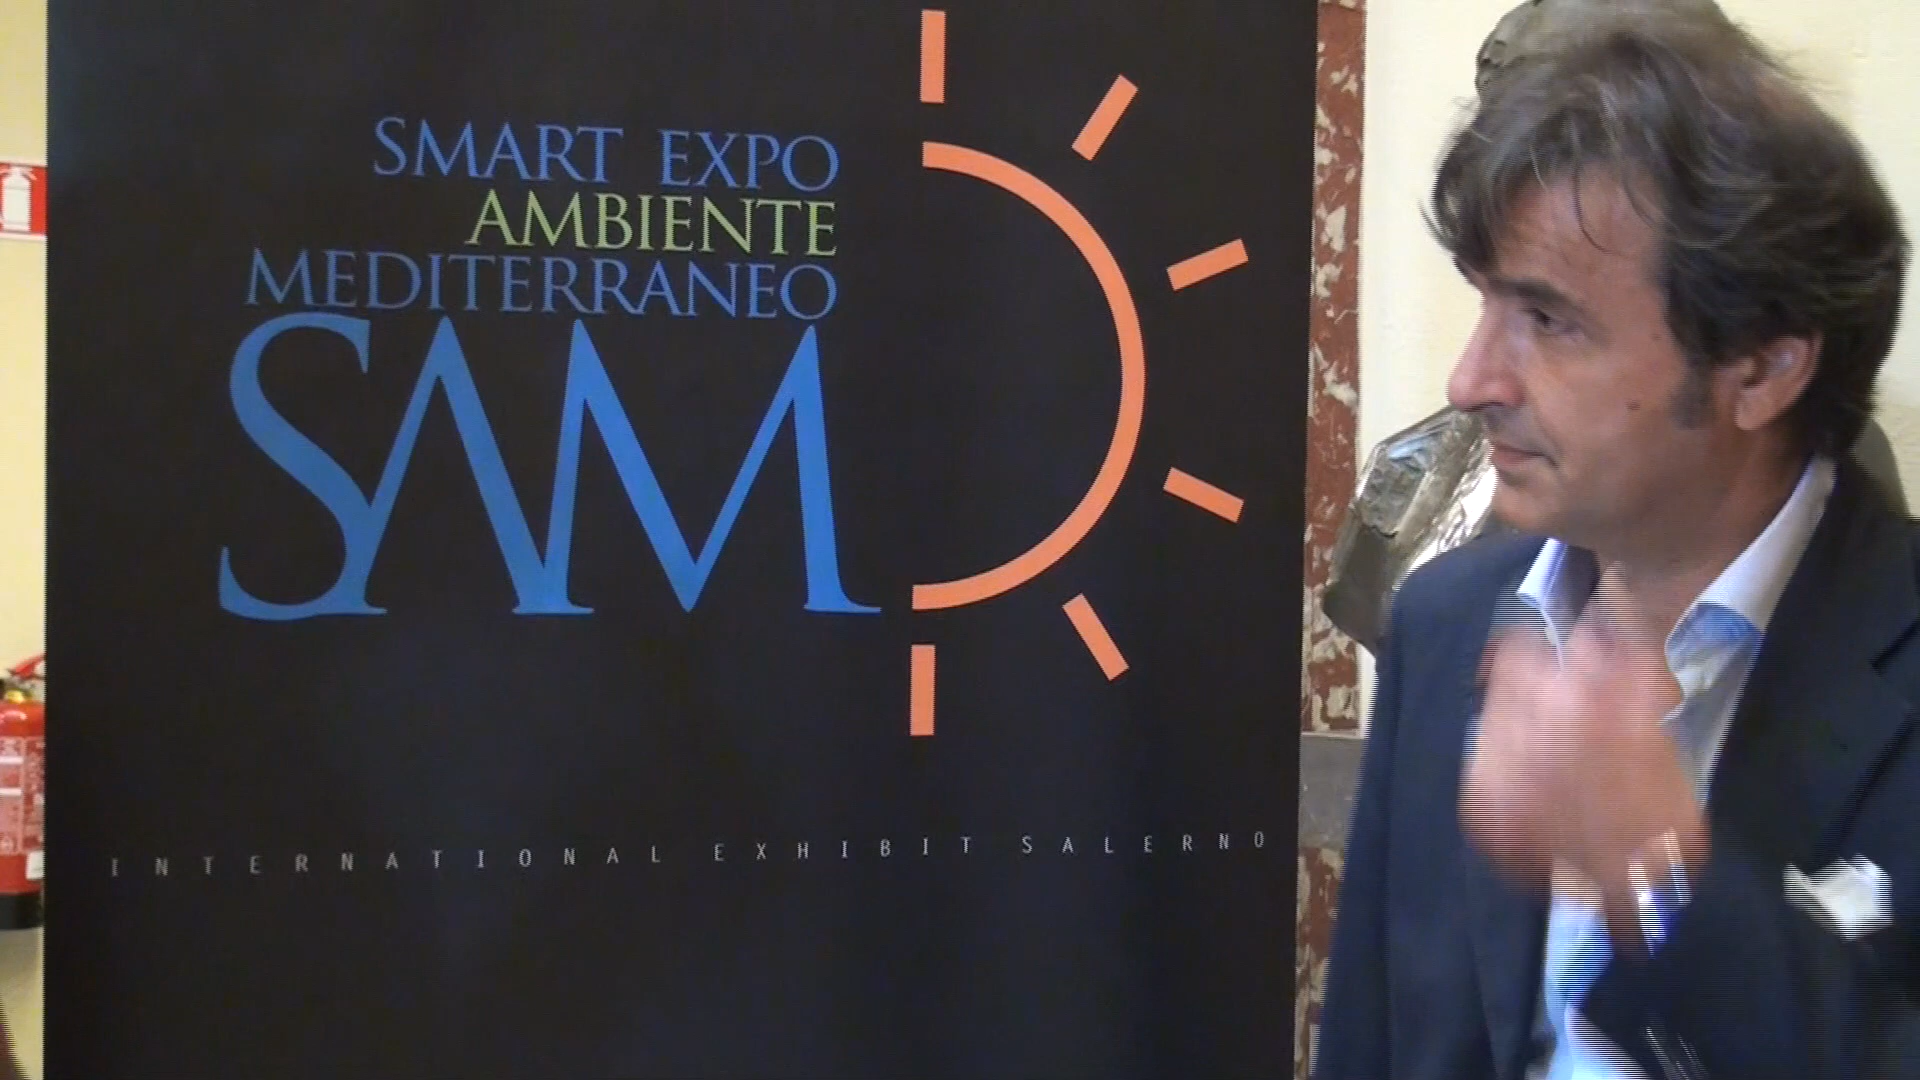 SMART EXPO
AMBIENTE
MEDITERRANEO
SAM
INTERNATIONAL EXHIBIT SALERNO